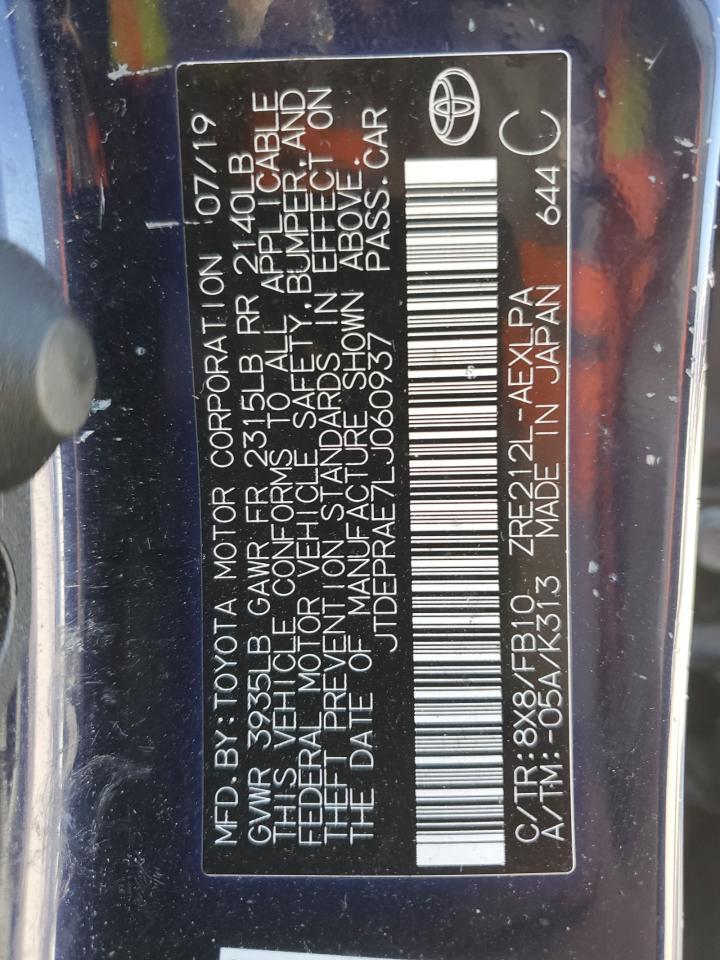 MFD.BY:TOYOTA MOTOR CORPORATION 07/19
GVWR 3935LB GAWR FR 2315LB RR 2140LB
THIS VEHICLE CONFORMS TO ALL APPLICABLE
FEDERAL MOTOR VEHICLE SAFETY,BUMPER,AND
THEFT PREVENTION STANDARDS IN EFFECT ON
THE DATE OF MANUFACTURE SHOWN ABOVE.
JTDEPRAE7LJ060937 PASS.CAR
C/TR:8X8/FB10 ZRE212L-AEXLPA 644 C
A/TM:-05A/K313 MADE IN JAPAN